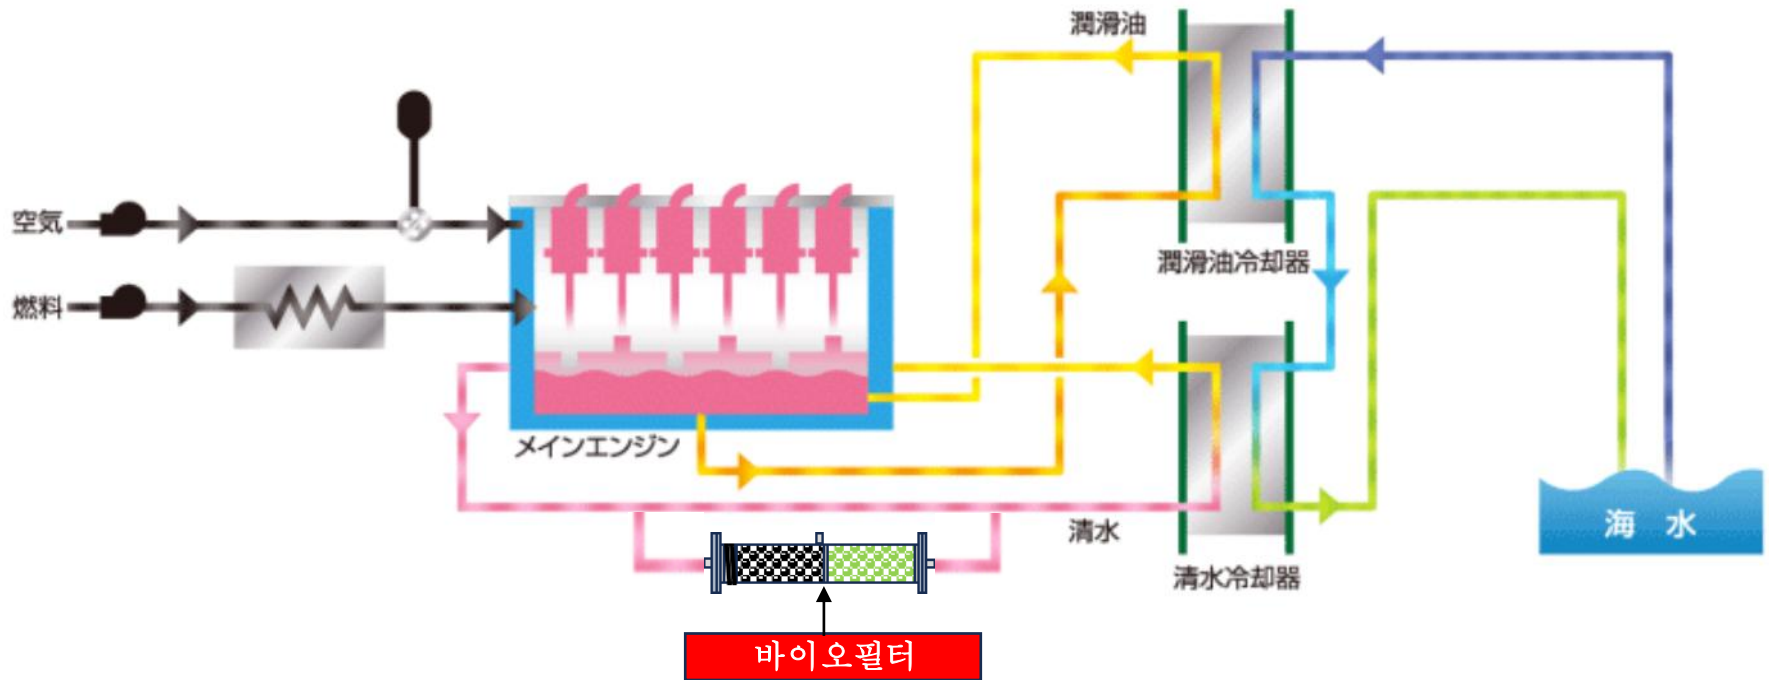 潤滑油
空気
潤滑油冷却器
燃料
メインエンジン
海 水
清水
清水冷却器
바이오필터